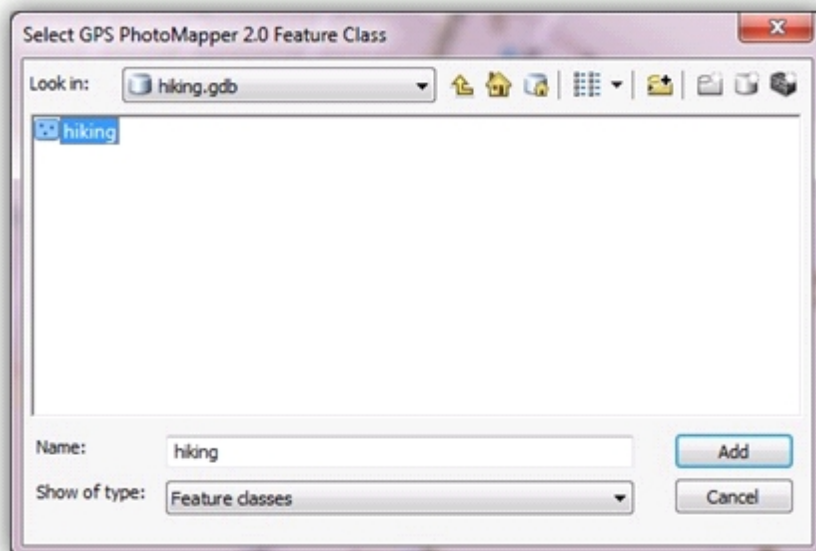 Select GPS PhotoMapper 2.0 Feature Class
Look in: hiking.gdb
hiking
Name: hiking Add
Show of type: Feature classes Cancel